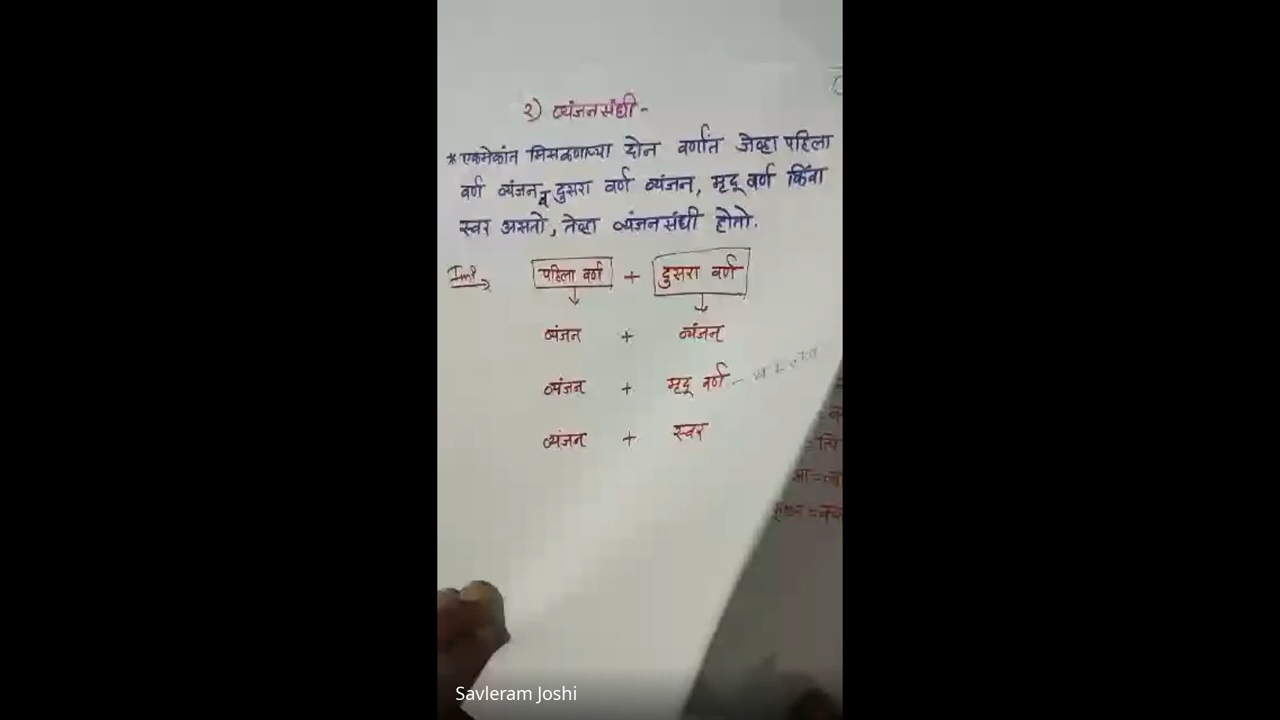 २) व्यंजनसंधी -
* एकमेकांत मिसळणाऱ्या दोन वर्णांत जेव्हा पहिला
वर्ण व्यंजन व दुसरा वर्ण व्यंजन, मृदू वर्ण किंवा
स्वर असतो, तेव्हा व्यंजनसंधी होतो.
Imp → पहिला वर्ण + दुसरा वर्ण
व्यंजन + व्यंजन
व्यंजन + मृदू वर्ण -
व्यंजन + स्वर
Savleram Joshi